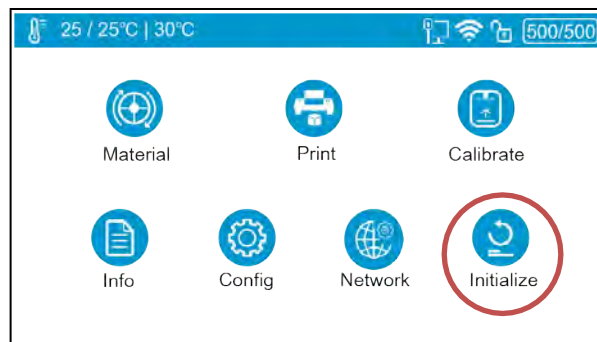 25 / 25℃ | 30℃ 500/500
Material Print Calibrate
Info Config Network Initialize